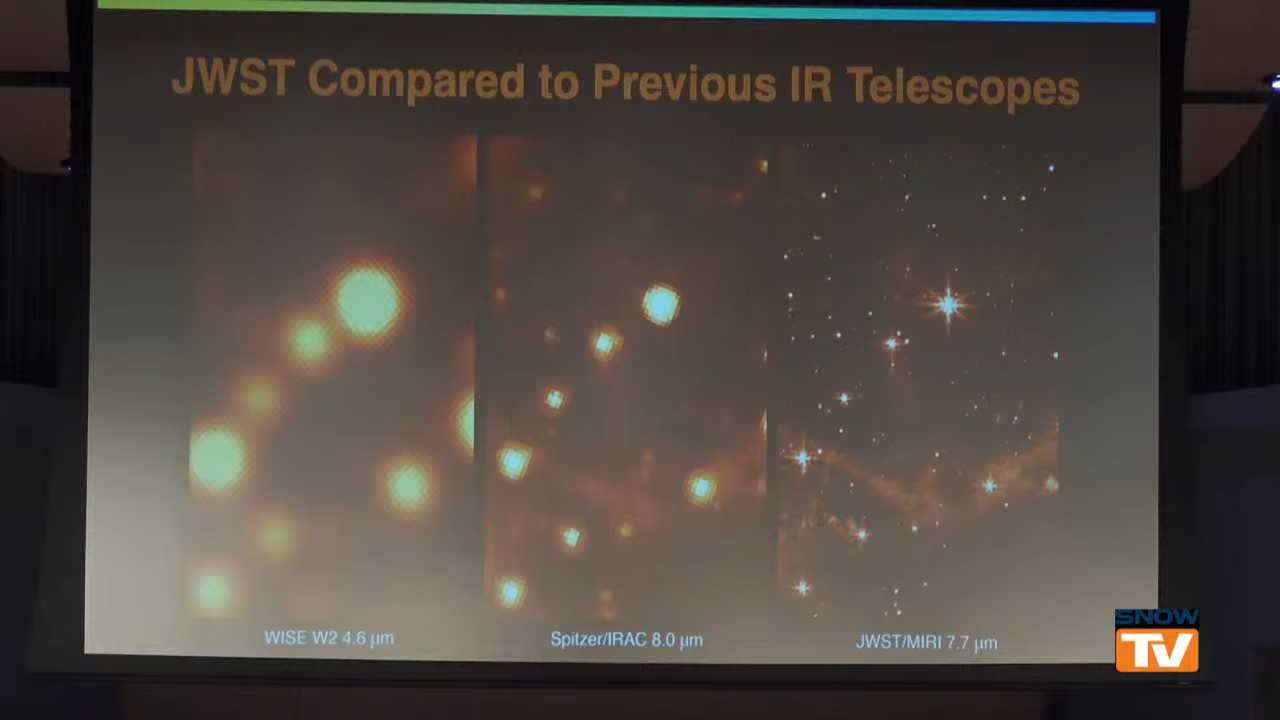 JWST Compared to Previous IR Telescopes
WISE W2 4.6 μm
Spitzer/IRAC 8.0 μm
JWST/MIRI 7.7 μm
SNOW
TV